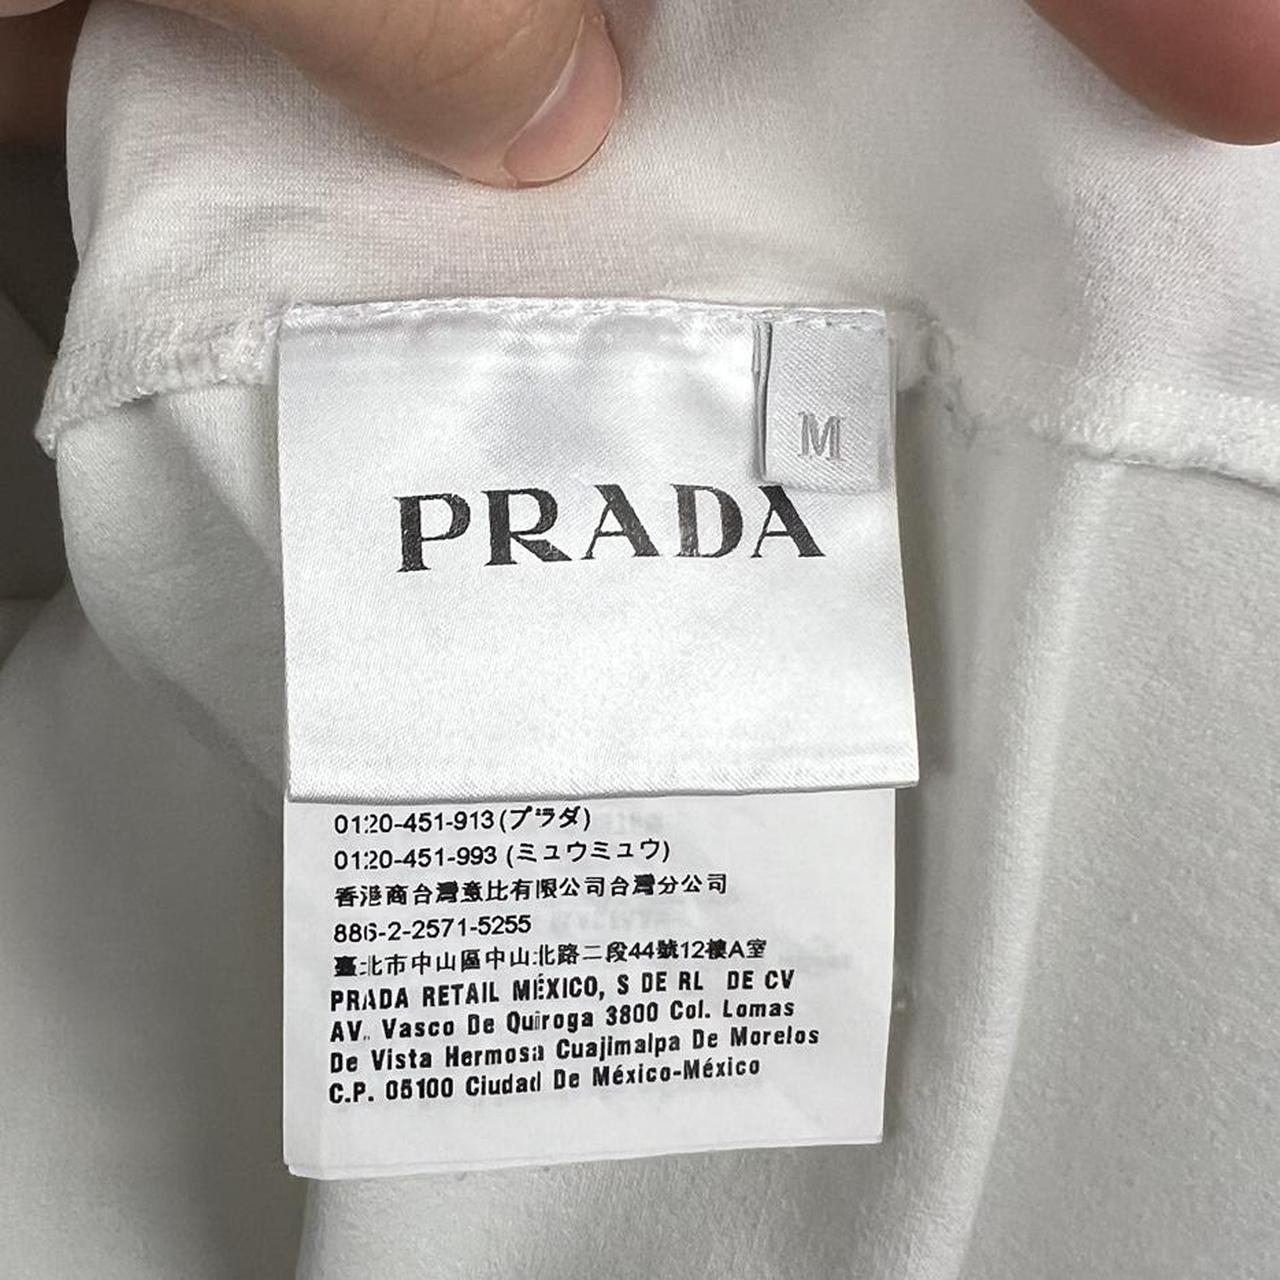 M
PRADA
0120-451-913(プラダ)
0120-451-993 (ミュウミュウ)
香港商台灣意比有限公司台灣分公司
886-2-2571-5255
臺北市中山區中山北路二段44號12樓A室
PRADA RETAIL MÉXICO, S DE RL DE CV
AV. Vasco De Quiroga 3800 Col. Lomas
De Vista Hermosa Cuajimalpa De Morelos
C.P. 05100 Ciudad De México-México